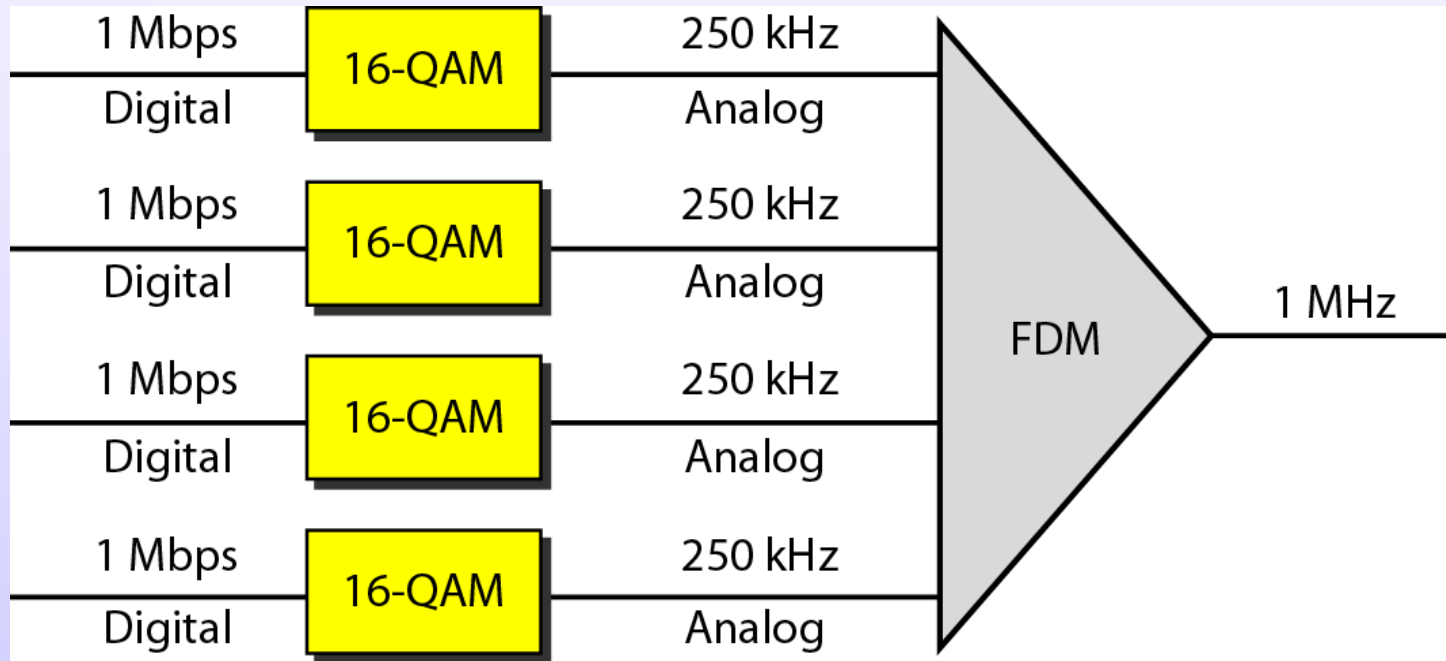 1 Mbps
16-QAM
250 kHz
Digital
Analog
1 Mbps
16-QAM
250 kHz
Digital
Analog
1 MHz
FDM
1 Mbps
16-QAM
250 kHz
Digital
Analog
1 Mbps
16-QAM
250 kHz
Digital
Analog